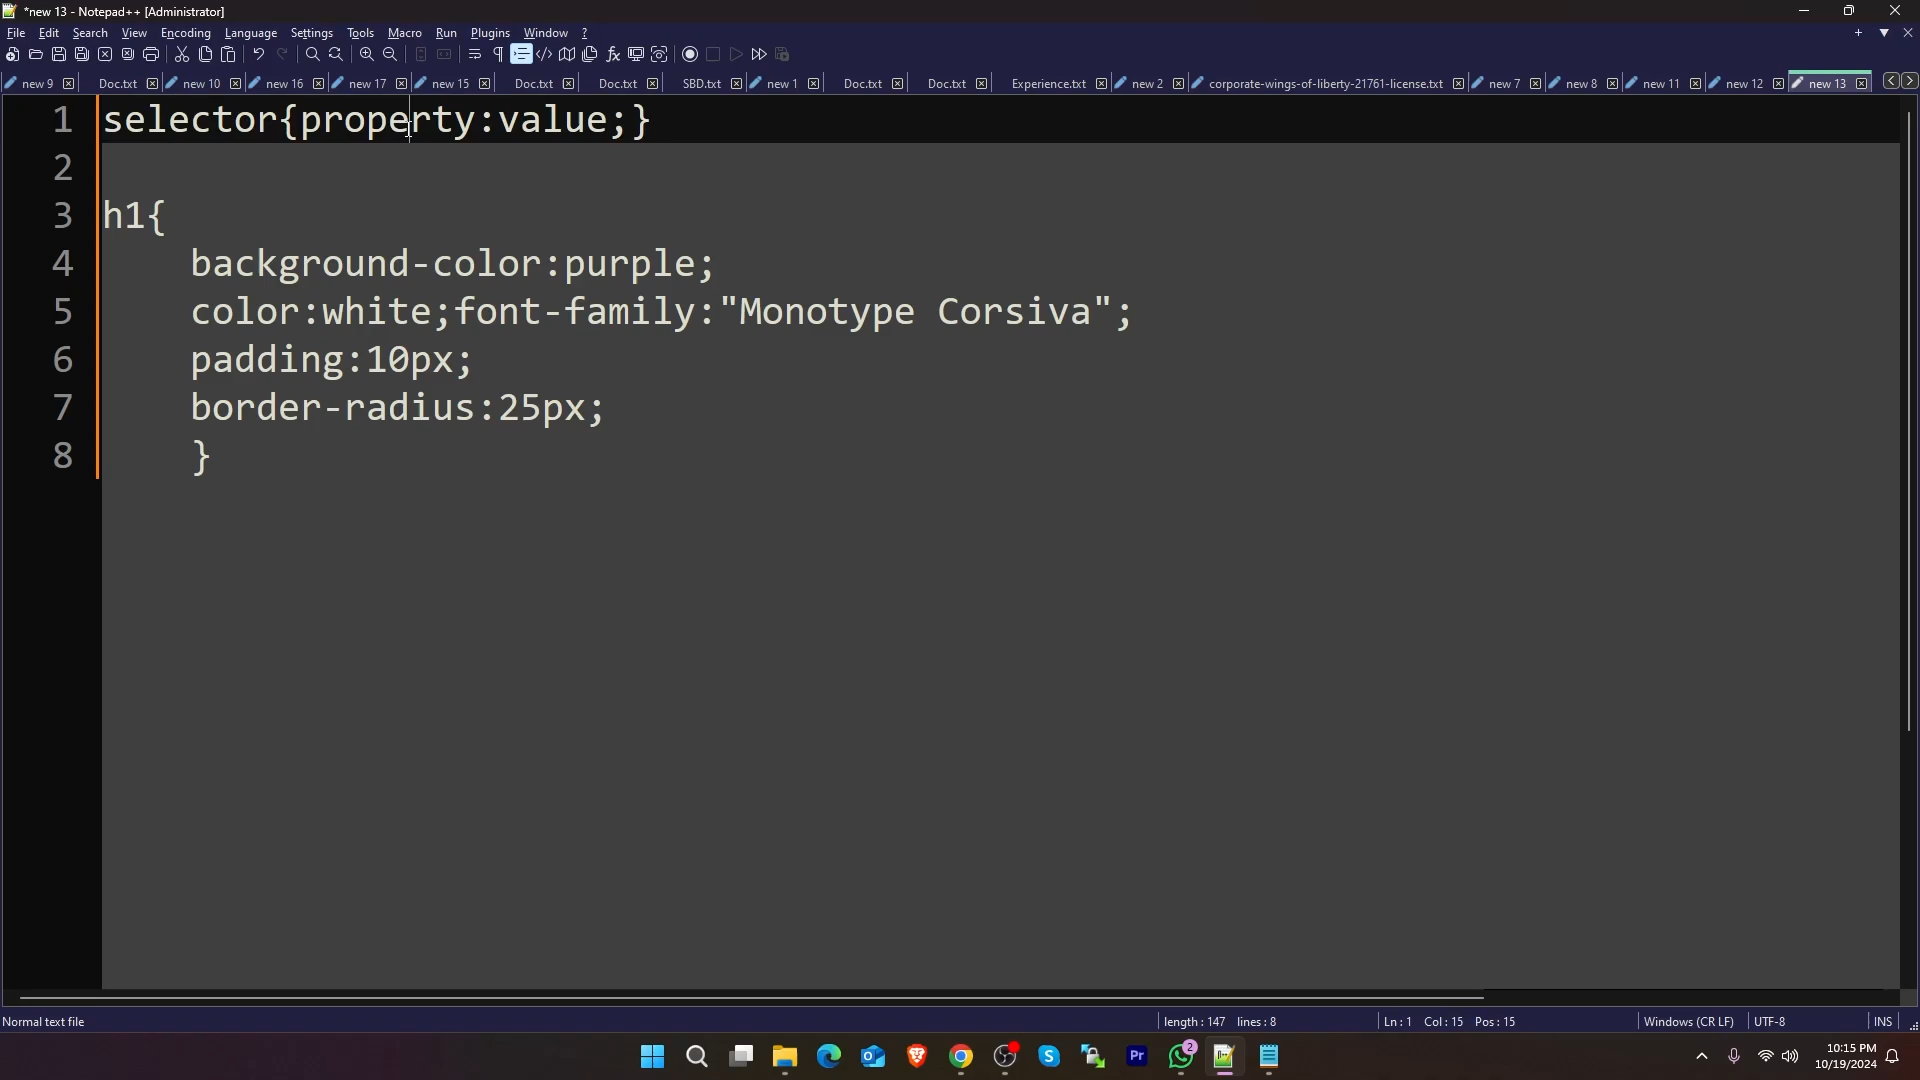 *new 13 - Notepad++ [Administrator]
File Edit Search View Encoding Language Settings Tools Macro Run Plugins Window ?
new 9 Doc.txt new 10 new 16 new 17 new 15 Doc.txt Doc.txt SBD.txt new 1 Doc.txt Doc.txt Experience.txt new 2 corporate-wings-of-liberty-21761-license.txt new 7 new 8 new 11 new 12 new 13
1 selector{property:value;}
2
3 h1{
4 background-color:purple;
5 color:white;font-family:"Monotype Corsiva";
6 padding:10px;
7 border-radius:25px;
8 }
Normal text file length : 147 lines : 8 Ln : 1 Col : 15 Pos : 15 Windows (CR LF) UTF-8 INS
Pr 2 10:15 PM
10/19/2024